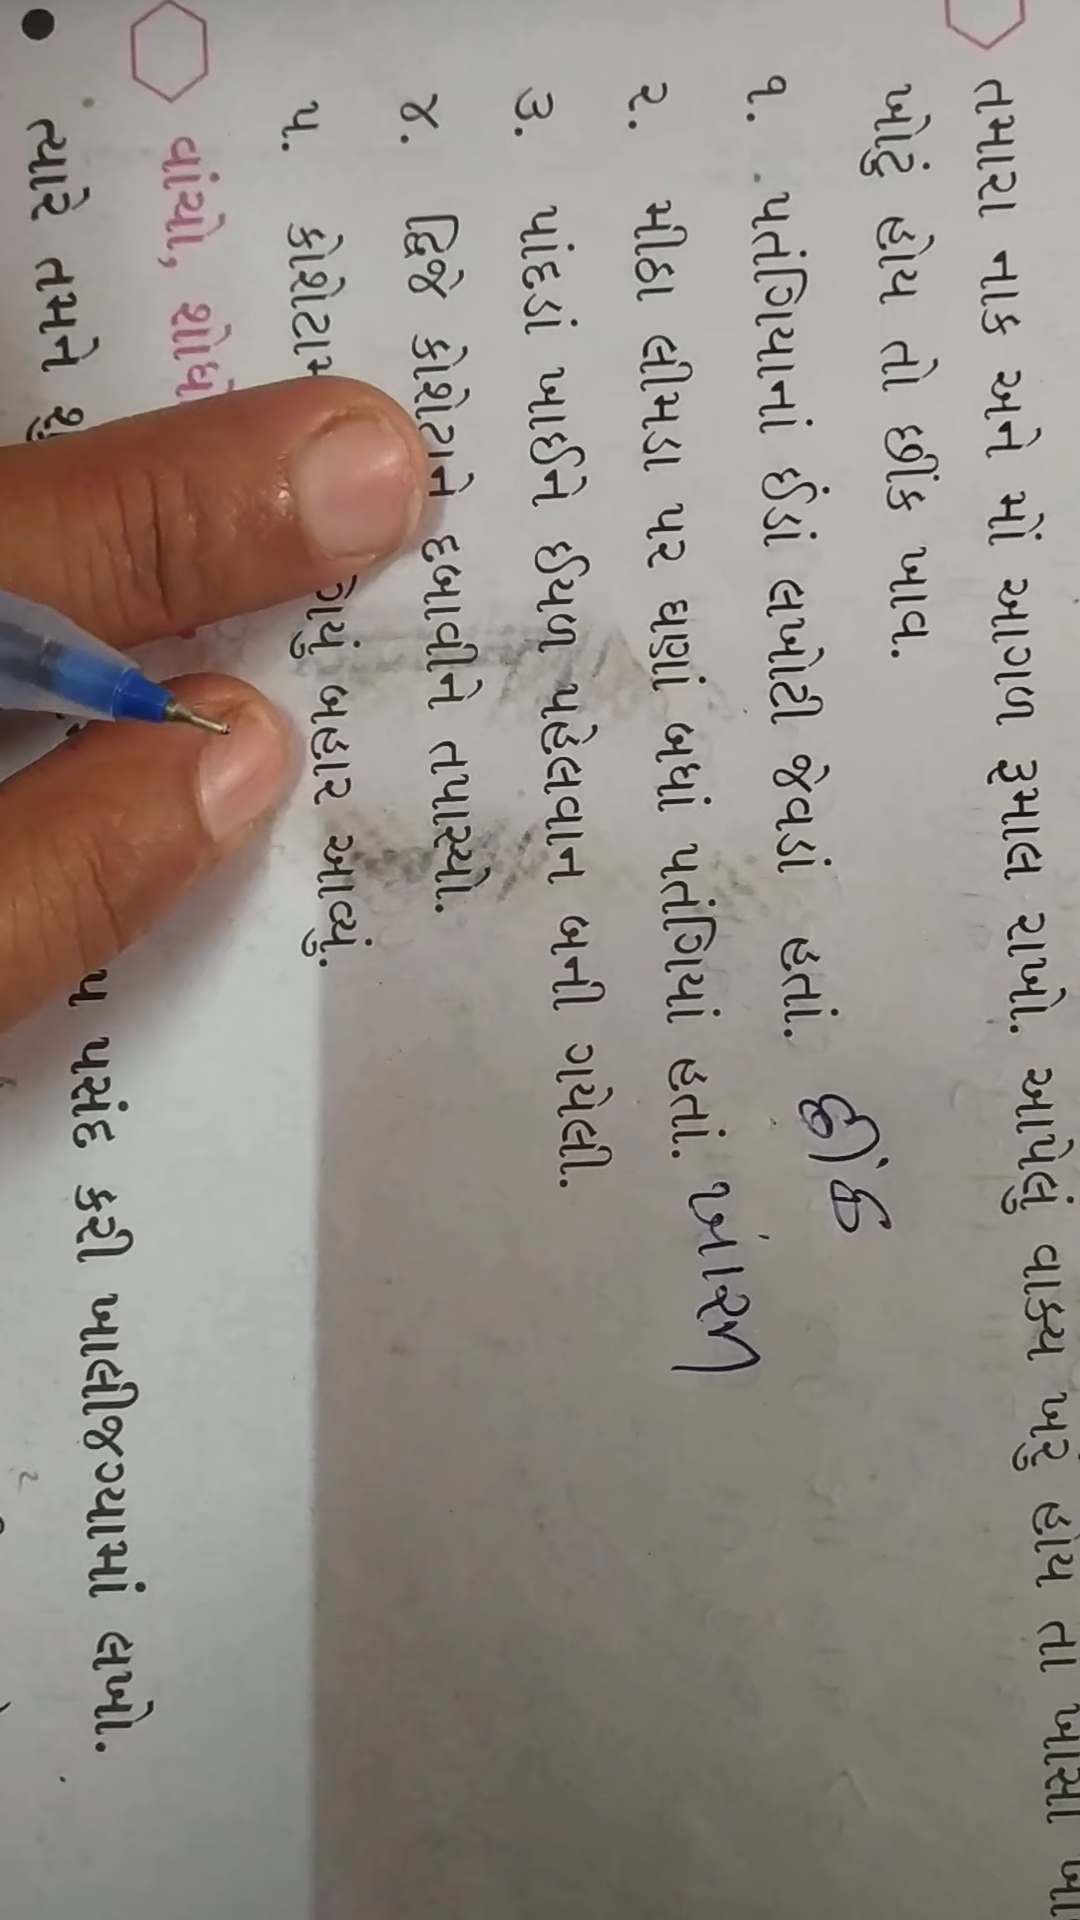 તમારા નાક અને મોં આગળ રૂમાલ રાખો. આપેલું વાક્ય ખરું હોય તો ખાંસી
ખોટું હોય તો છીંક ખાવ.
૧. પતંગિયાનાં ઈંડાં લખોટી જેવડાં હતાં. છીંક
૨. મીઠા લીમડા પર ઘણાં બધાં પતંગિયાં હતાં. ખાંસી
૩. પાંદડાં ખાઈને ઈયળ પહેલવાન બની ગયેલી.
૪. દ્વિજે કોશેટાને દબાવીને તપાસ્યો.
૫. બહાર આવ્યું.
વાંચો,
ત્યારે તમને પસંદ કરી ખાલીજગ્યામાં લખો.